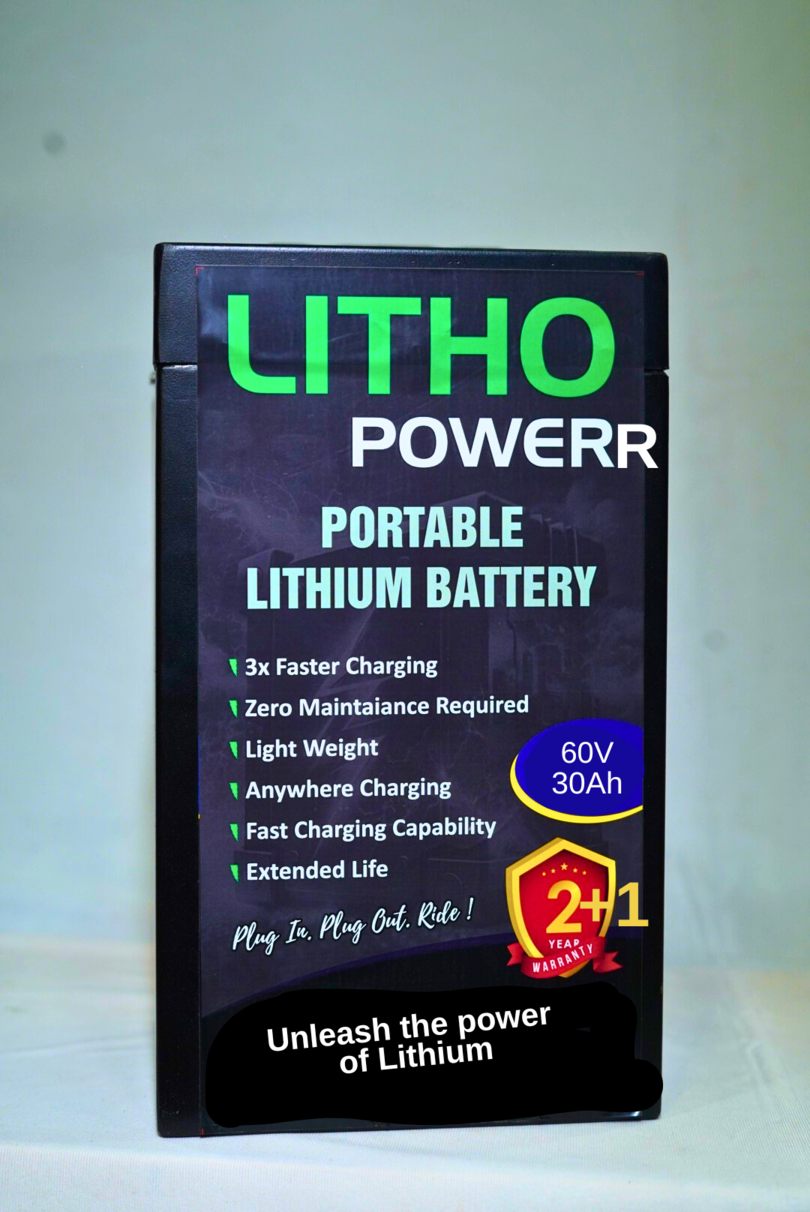 LITHO
POWERR
PORTABLE
LITHIUM BATTERY
3x Faster Charging
Zero Maintaiance Required
Light Weight
Anywhere Charging
Fast Charging Capability
Extended Life
60V
30Ah
2+1
YEAR
WARRANTY
Plug In. Plug Out. Ride !
Unleash the power
of Lithium